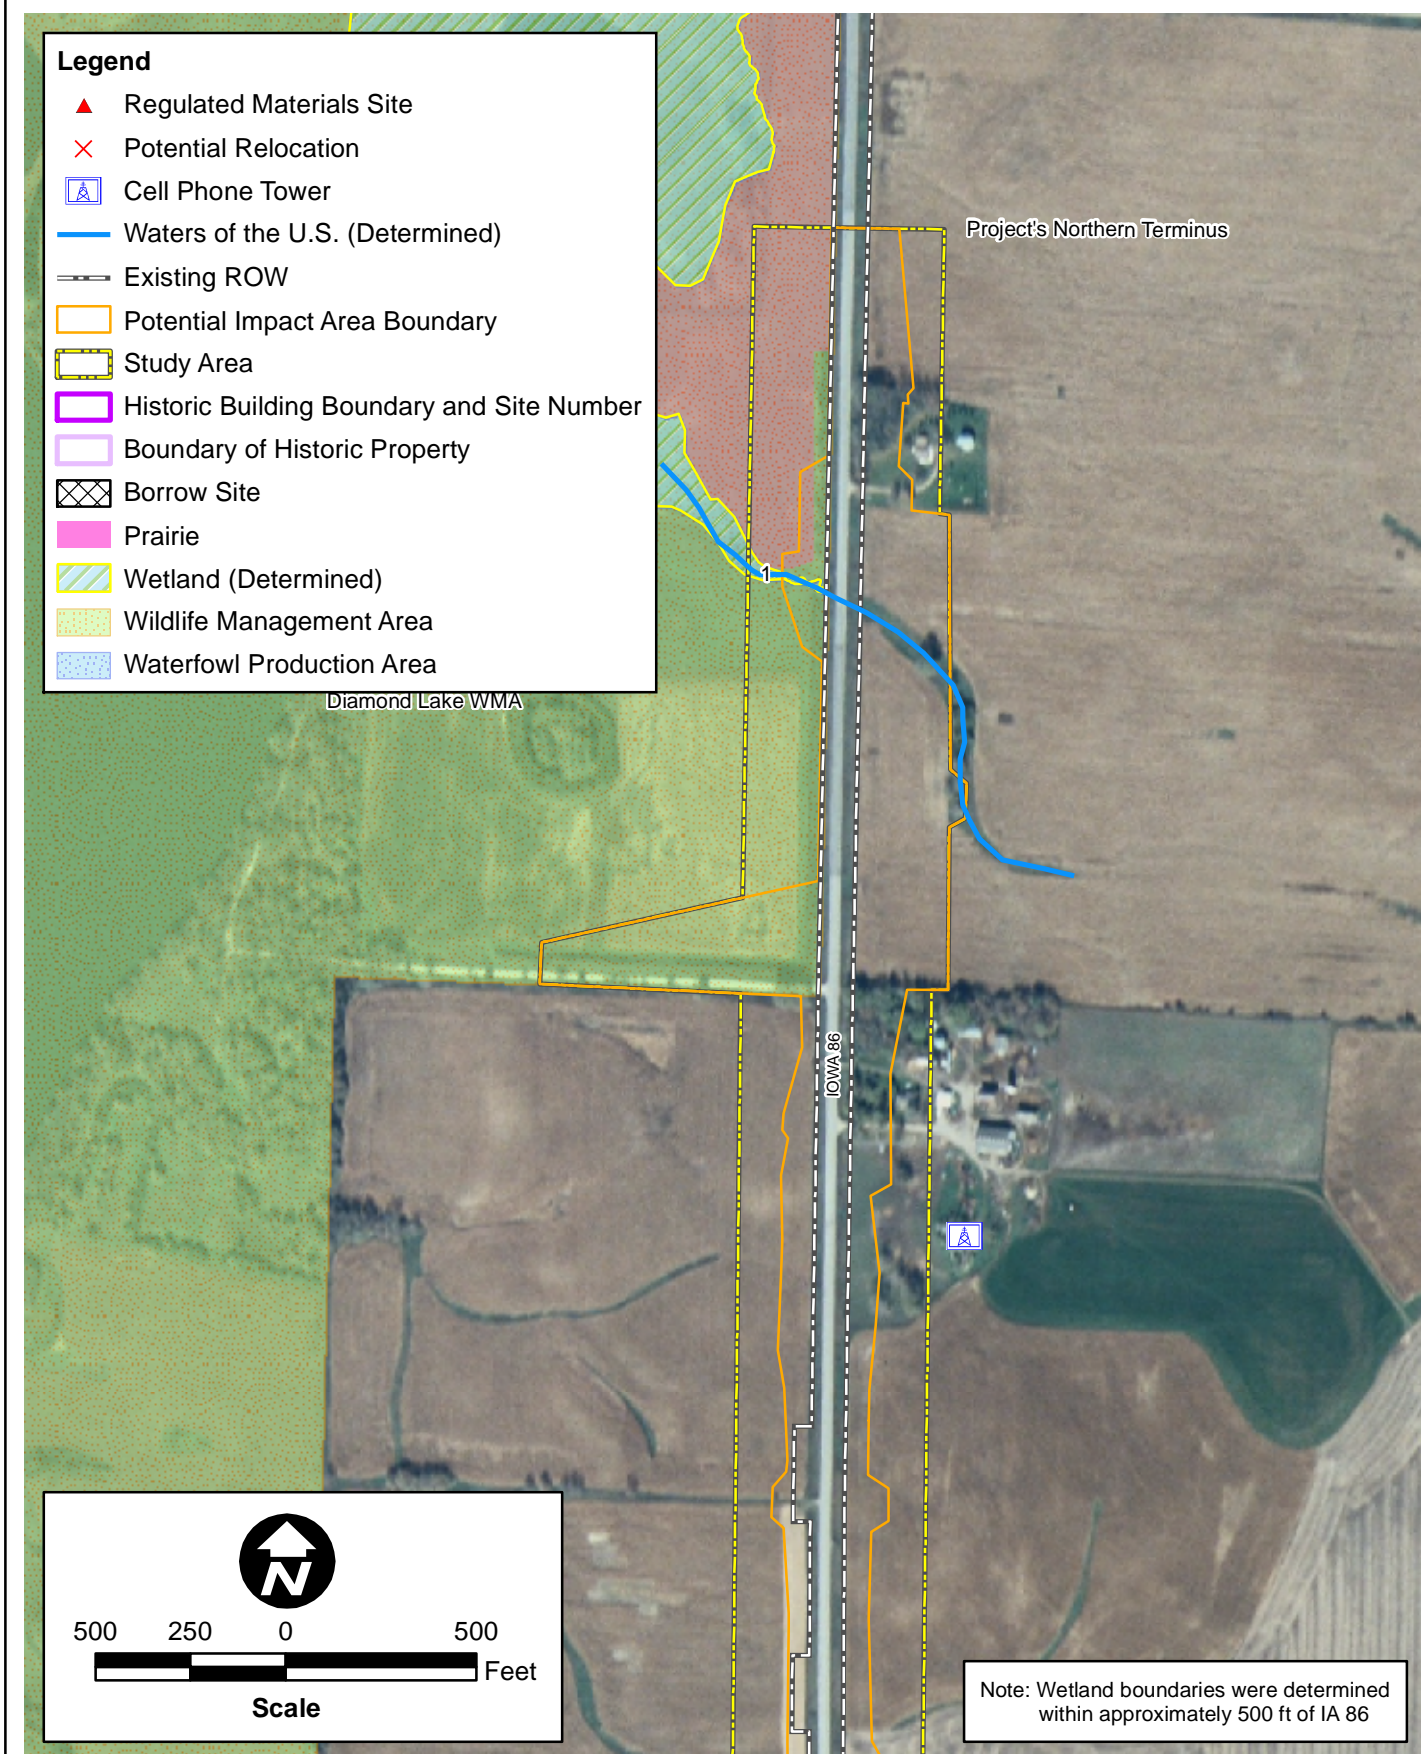 Legend
Regulated Materials Site
Potential Relocation
Cell Phone Tower
Waters of the U.S. (Determined)
Existing ROW
Potential Impact Area Boundary
Study Area
Historic Building Boundary and Site Number
Boundary of Historic Property
Borrow Site
Prairie
Wetland (Determined)
Wildlife Management Area
Waterfowl Production Area
Project's Northern Terminus
1
Diamond Lake WMA
IOWA 86
N
500 250 0 500
Feet
Scale
Note: Wetland boundaries were determined
within approximately 500 ft of IA 86